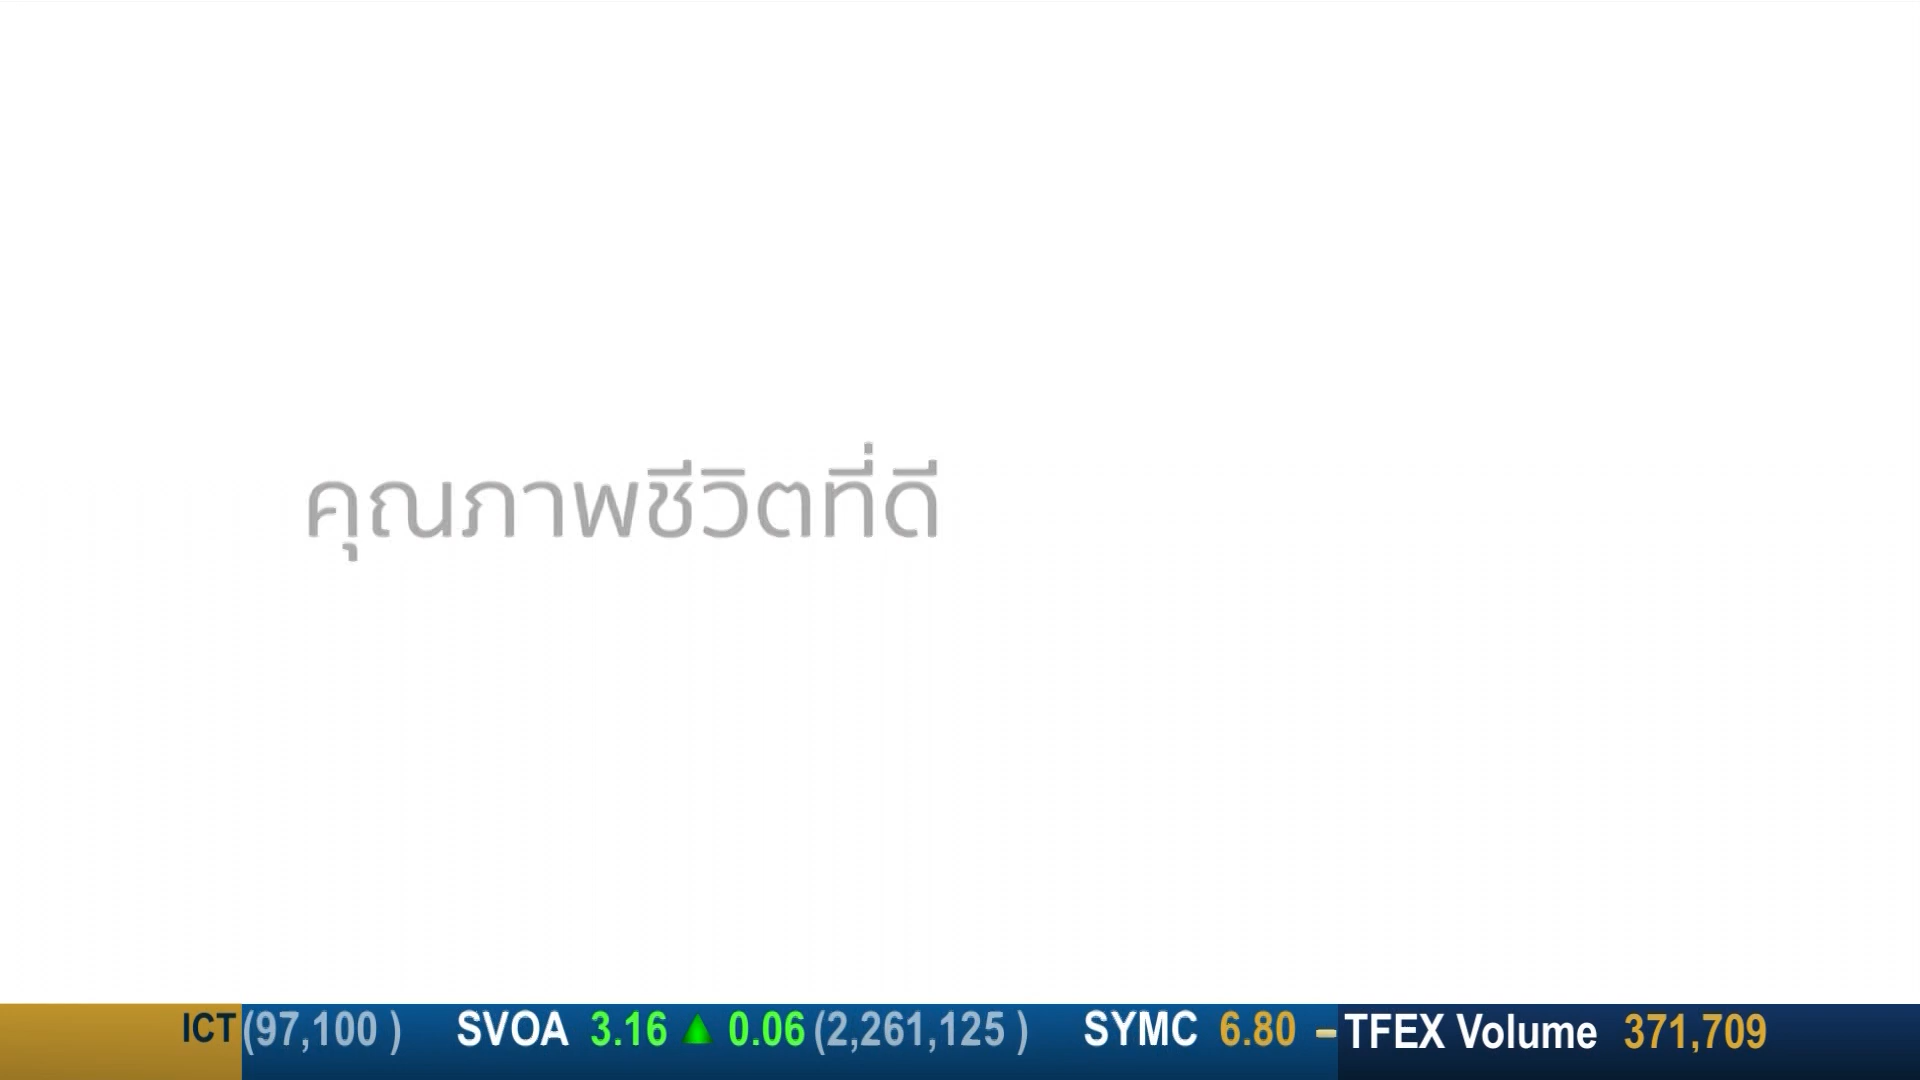 คุณภาพชีวิตที่ดี
ICT (97,100 ) SVOA 3.16 ▲ 0.06 (2,261,125 ) SYMC 6.80 – TFEX Volume 371,709